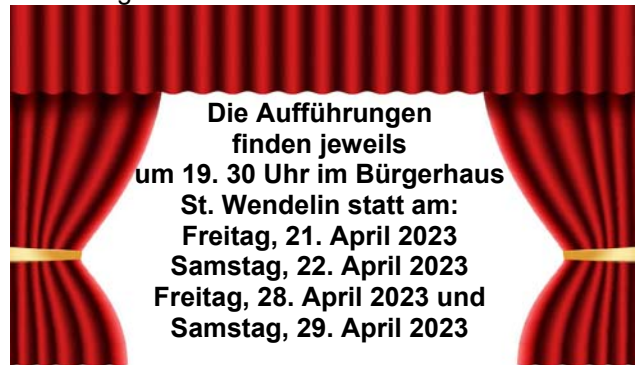 Die Aufführungen
finden jeweils
um 19. 30 Uhr im Bürgerhaus
St. Wendelin statt am:
Freitag, 21. April 2023
Samstag, 22. April 2023
Freitag, 28. April 2023 und
Samstag, 29. April 2023